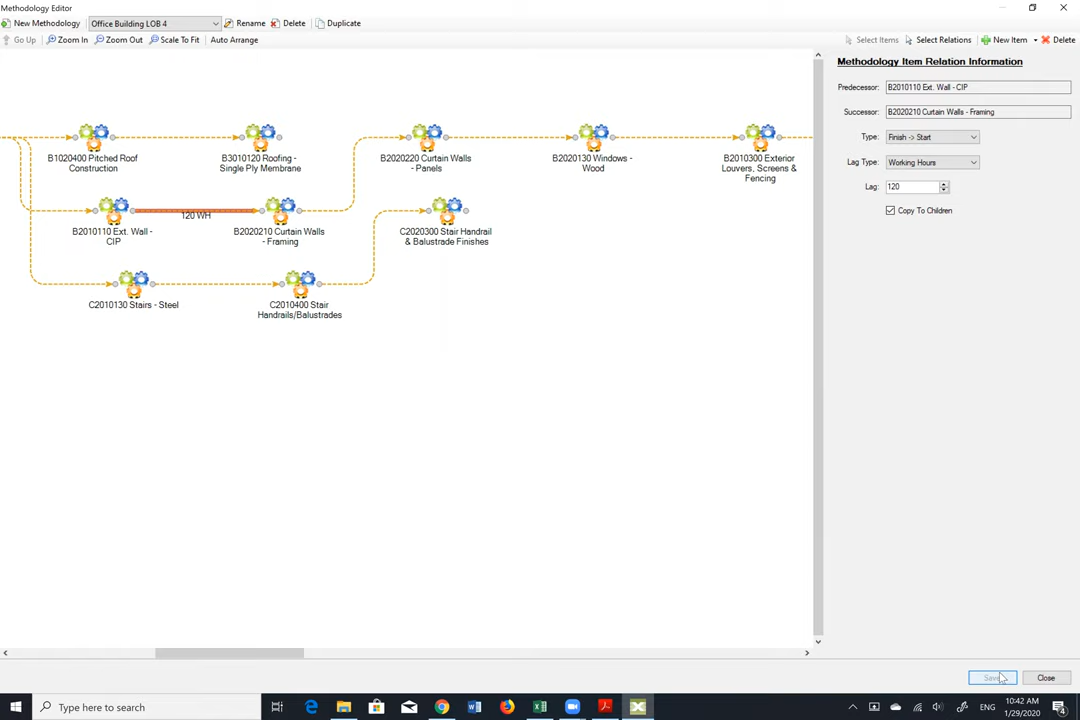 Methodology Editor
New Methodology
Office Building LOB 4
Rename
Delete
Duplicate
Go Up
Zoom In
Zoom Out
Scale To Fit
Auto Arrange
Select Items
Select Relations
New Item
Delete
B1020400 Pitched Roof
Construction
B3010120 Roofing -
Single Ply Membrane
B2020220 Curtain Walls
- Panels
B2020130 Windows -
Wood
B2010300 Exterior
Louvers, Screens &
Fencing
120 WH
B2010110 Ext. Wall -
CIP
B2020210 Curtain Walls
- Framing
C2020300 Stair Handrail
& Balustrade Finishes
C2010130 Stairs - Steel
C2010400 Stair
Handrails/Balustrades
Methodology Item Relation Information
Predecessor:
B2010110 Ext. Wall - CIP
Successor:
B2020210 Curtain Walls - Framing
Type:
Finish -> Start
Lag Type:
Working Hours
Lag:
120
Copy To Children
Save
Close
Type here to search
ENG
10:42 AM
1/29/2020
4